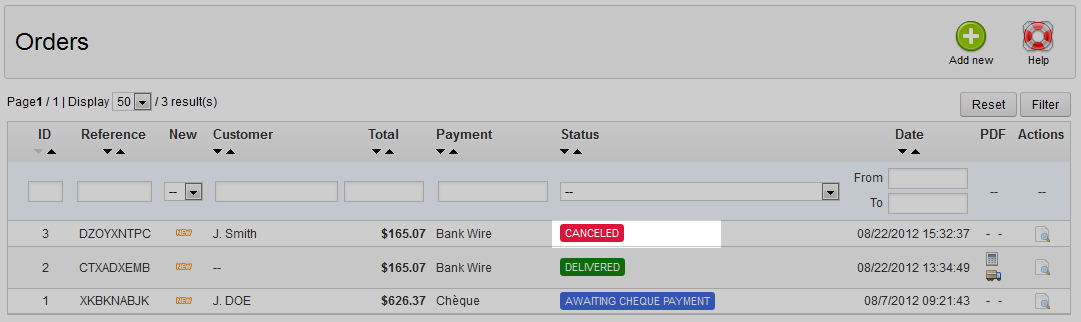 Orders
Add new
Help
Page1 / 1 | Display 50 / 3 result(s)
Reset
Filter
ID Reference New Customer Total Payment Status Date PDF Actions
-- -- From -- --
To
3 DZOYXNTPC NEW J. Smith $165.07 Bank Wire CANCELED 08/22/2012 15:32:37 - -
2 CTXADXEMB NEW -- $165.07 Bank Wire DELIVERED 08/22/2012 13:34:49
1 XKBKNABJK NEW J. DOE $626.37 Chèque AWAITING CHEQUE PAYMENT 08/7/2012 09:21:43 - -